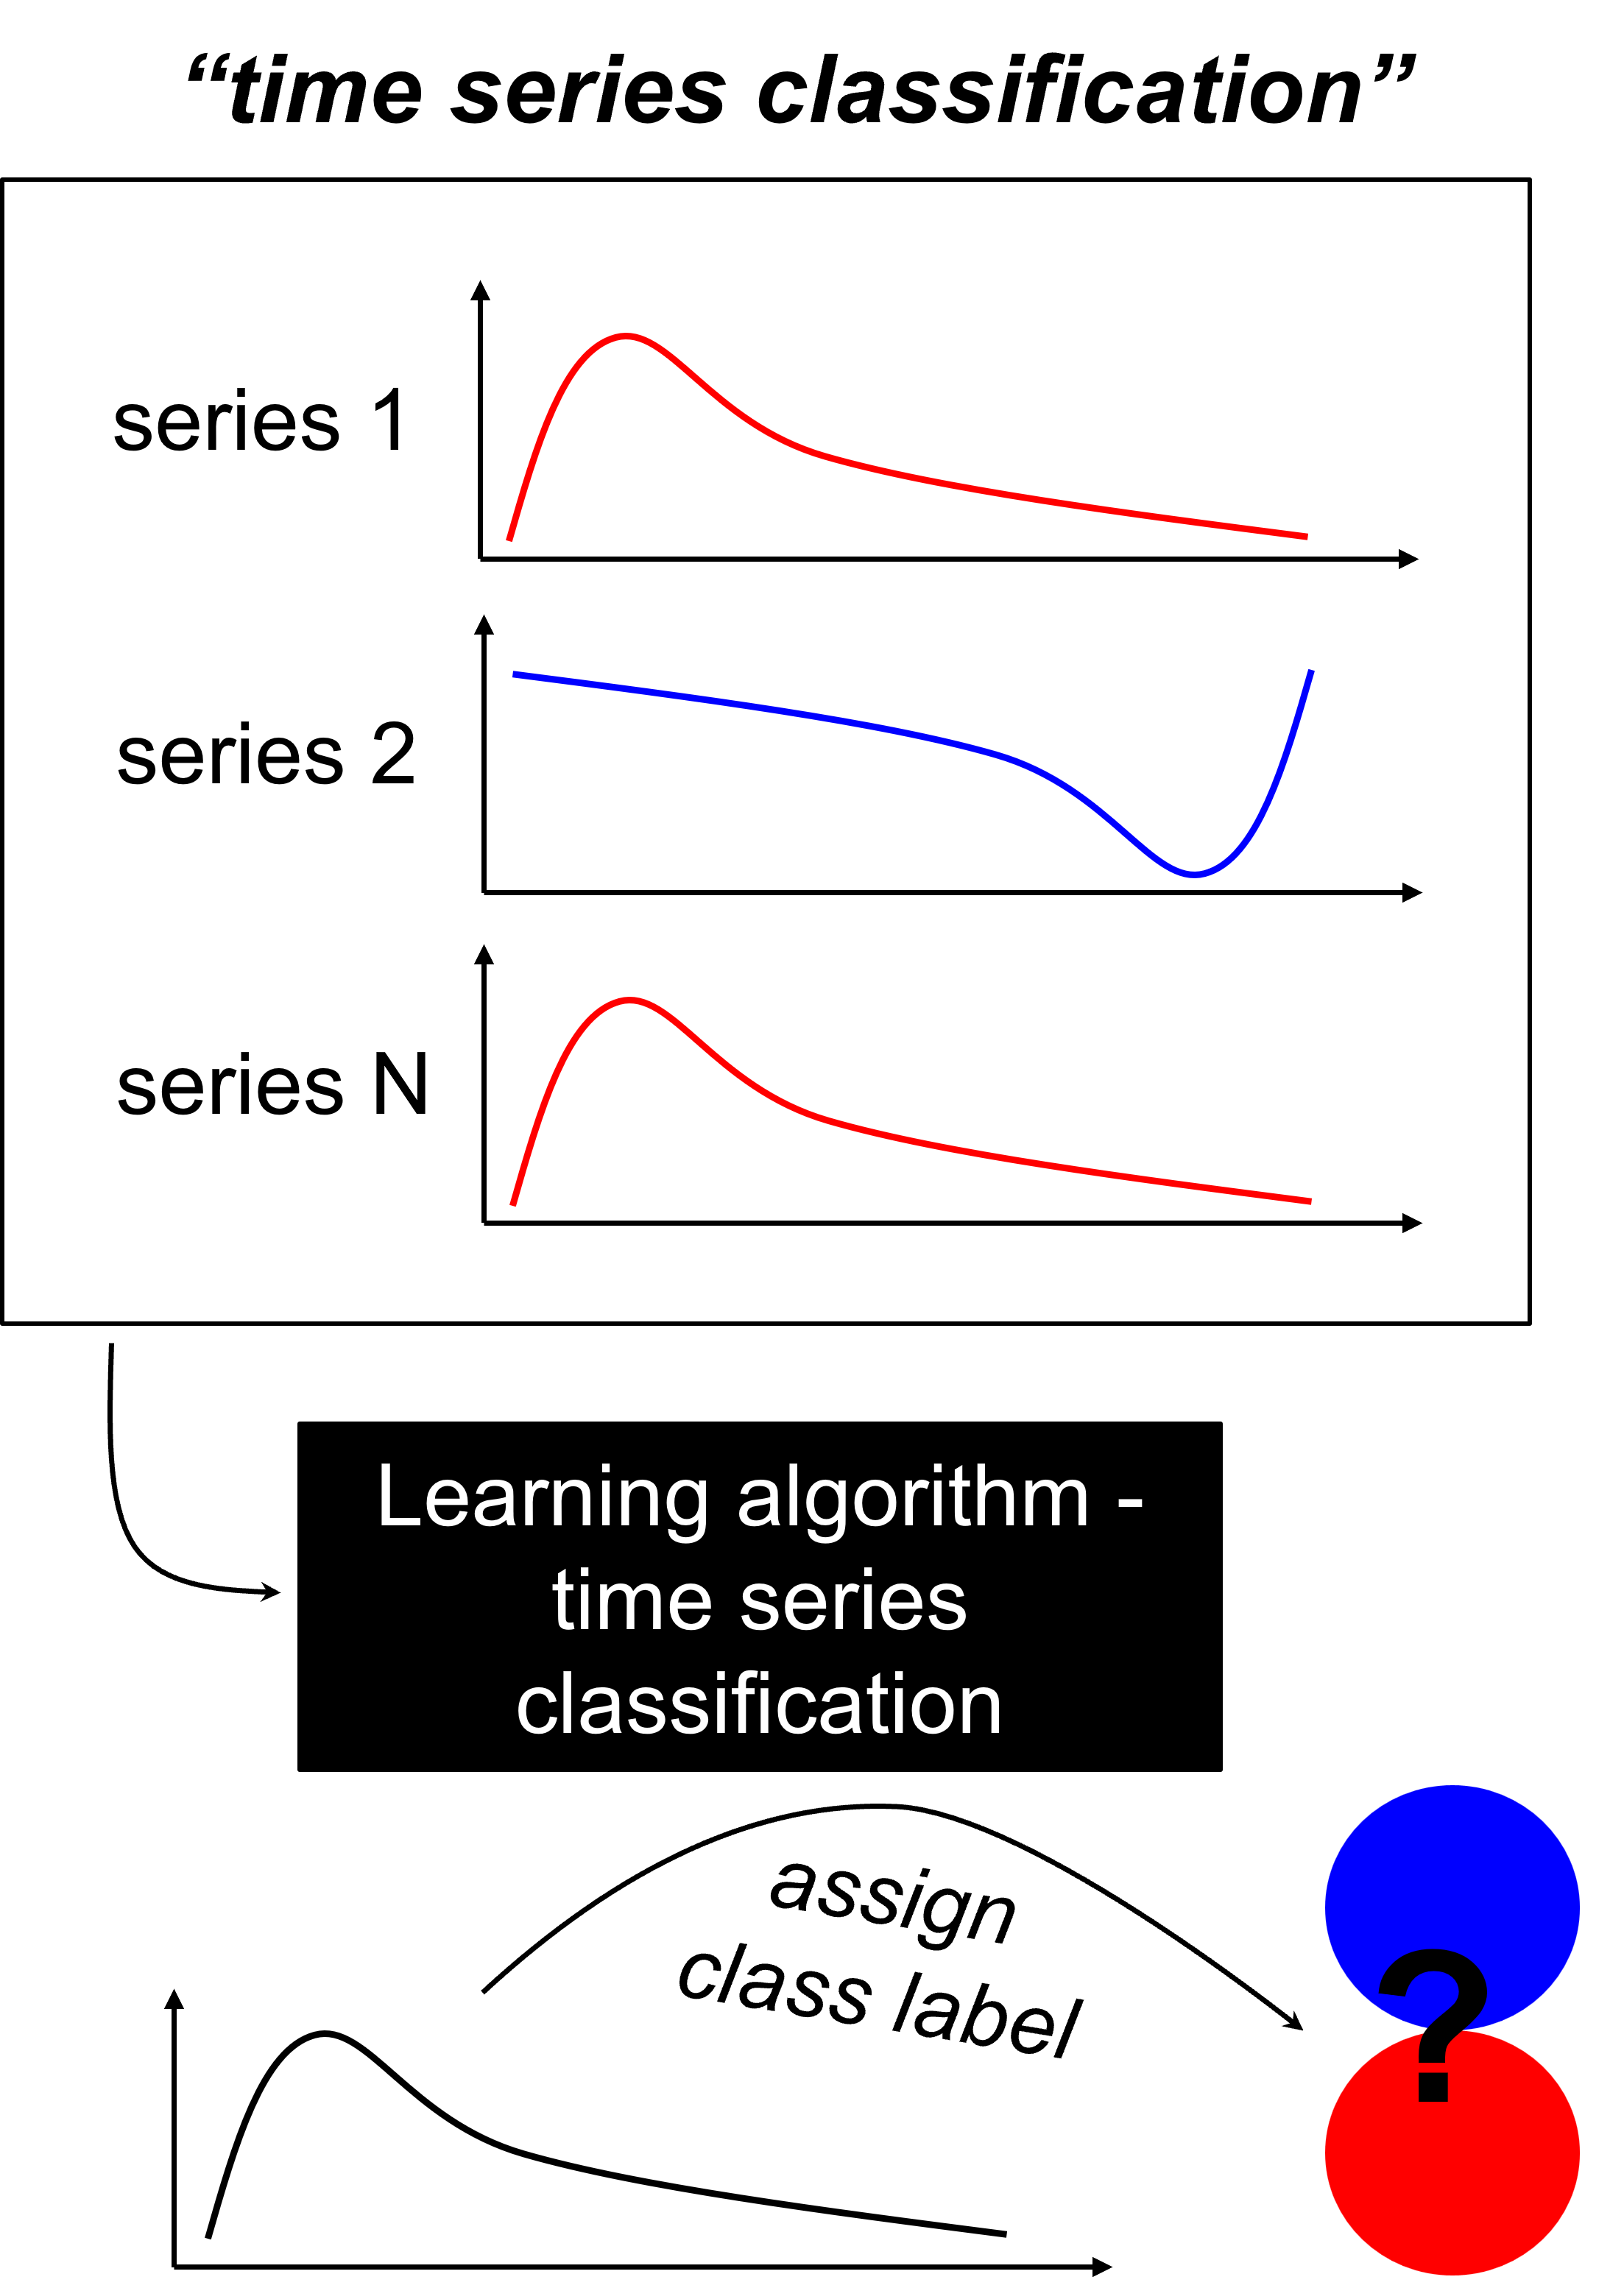 “time series classification”
series 1
series 2
series N
Learning algorithm -
time series
classification
assign
class label
?